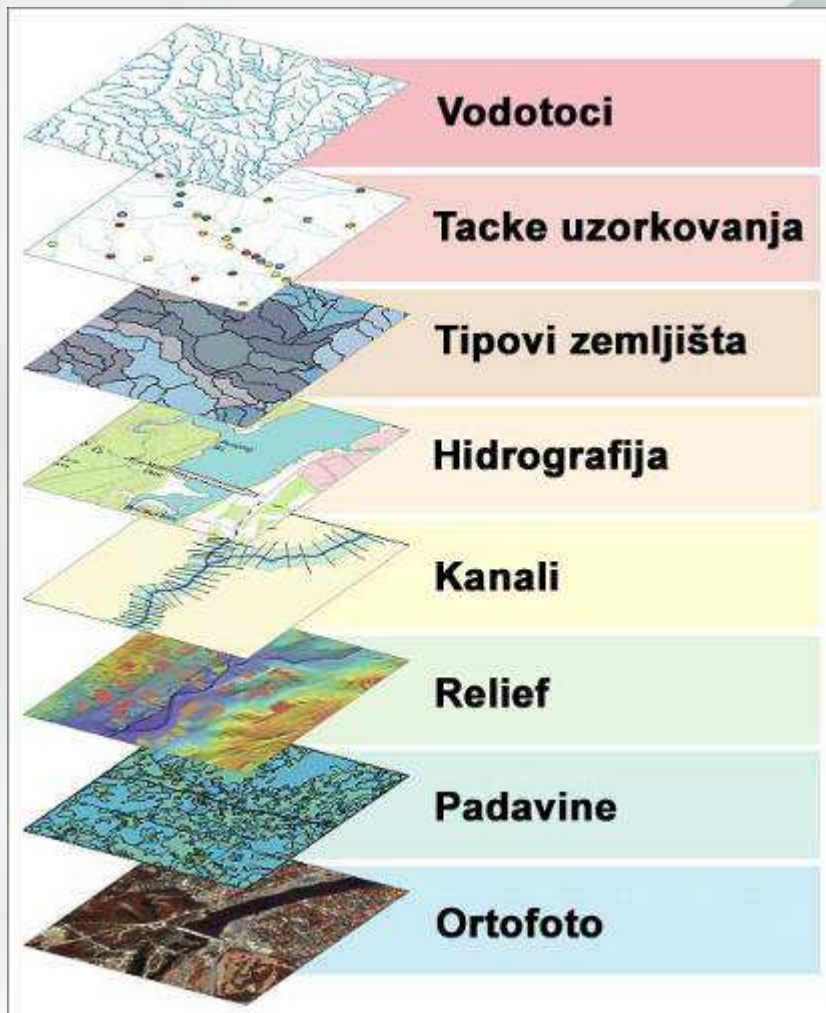 Vodotoci
Tacke uzorkovanja
Tipovi zemljišta
Hidrografija
Kanali
Relief
Padavine
Ortofoto